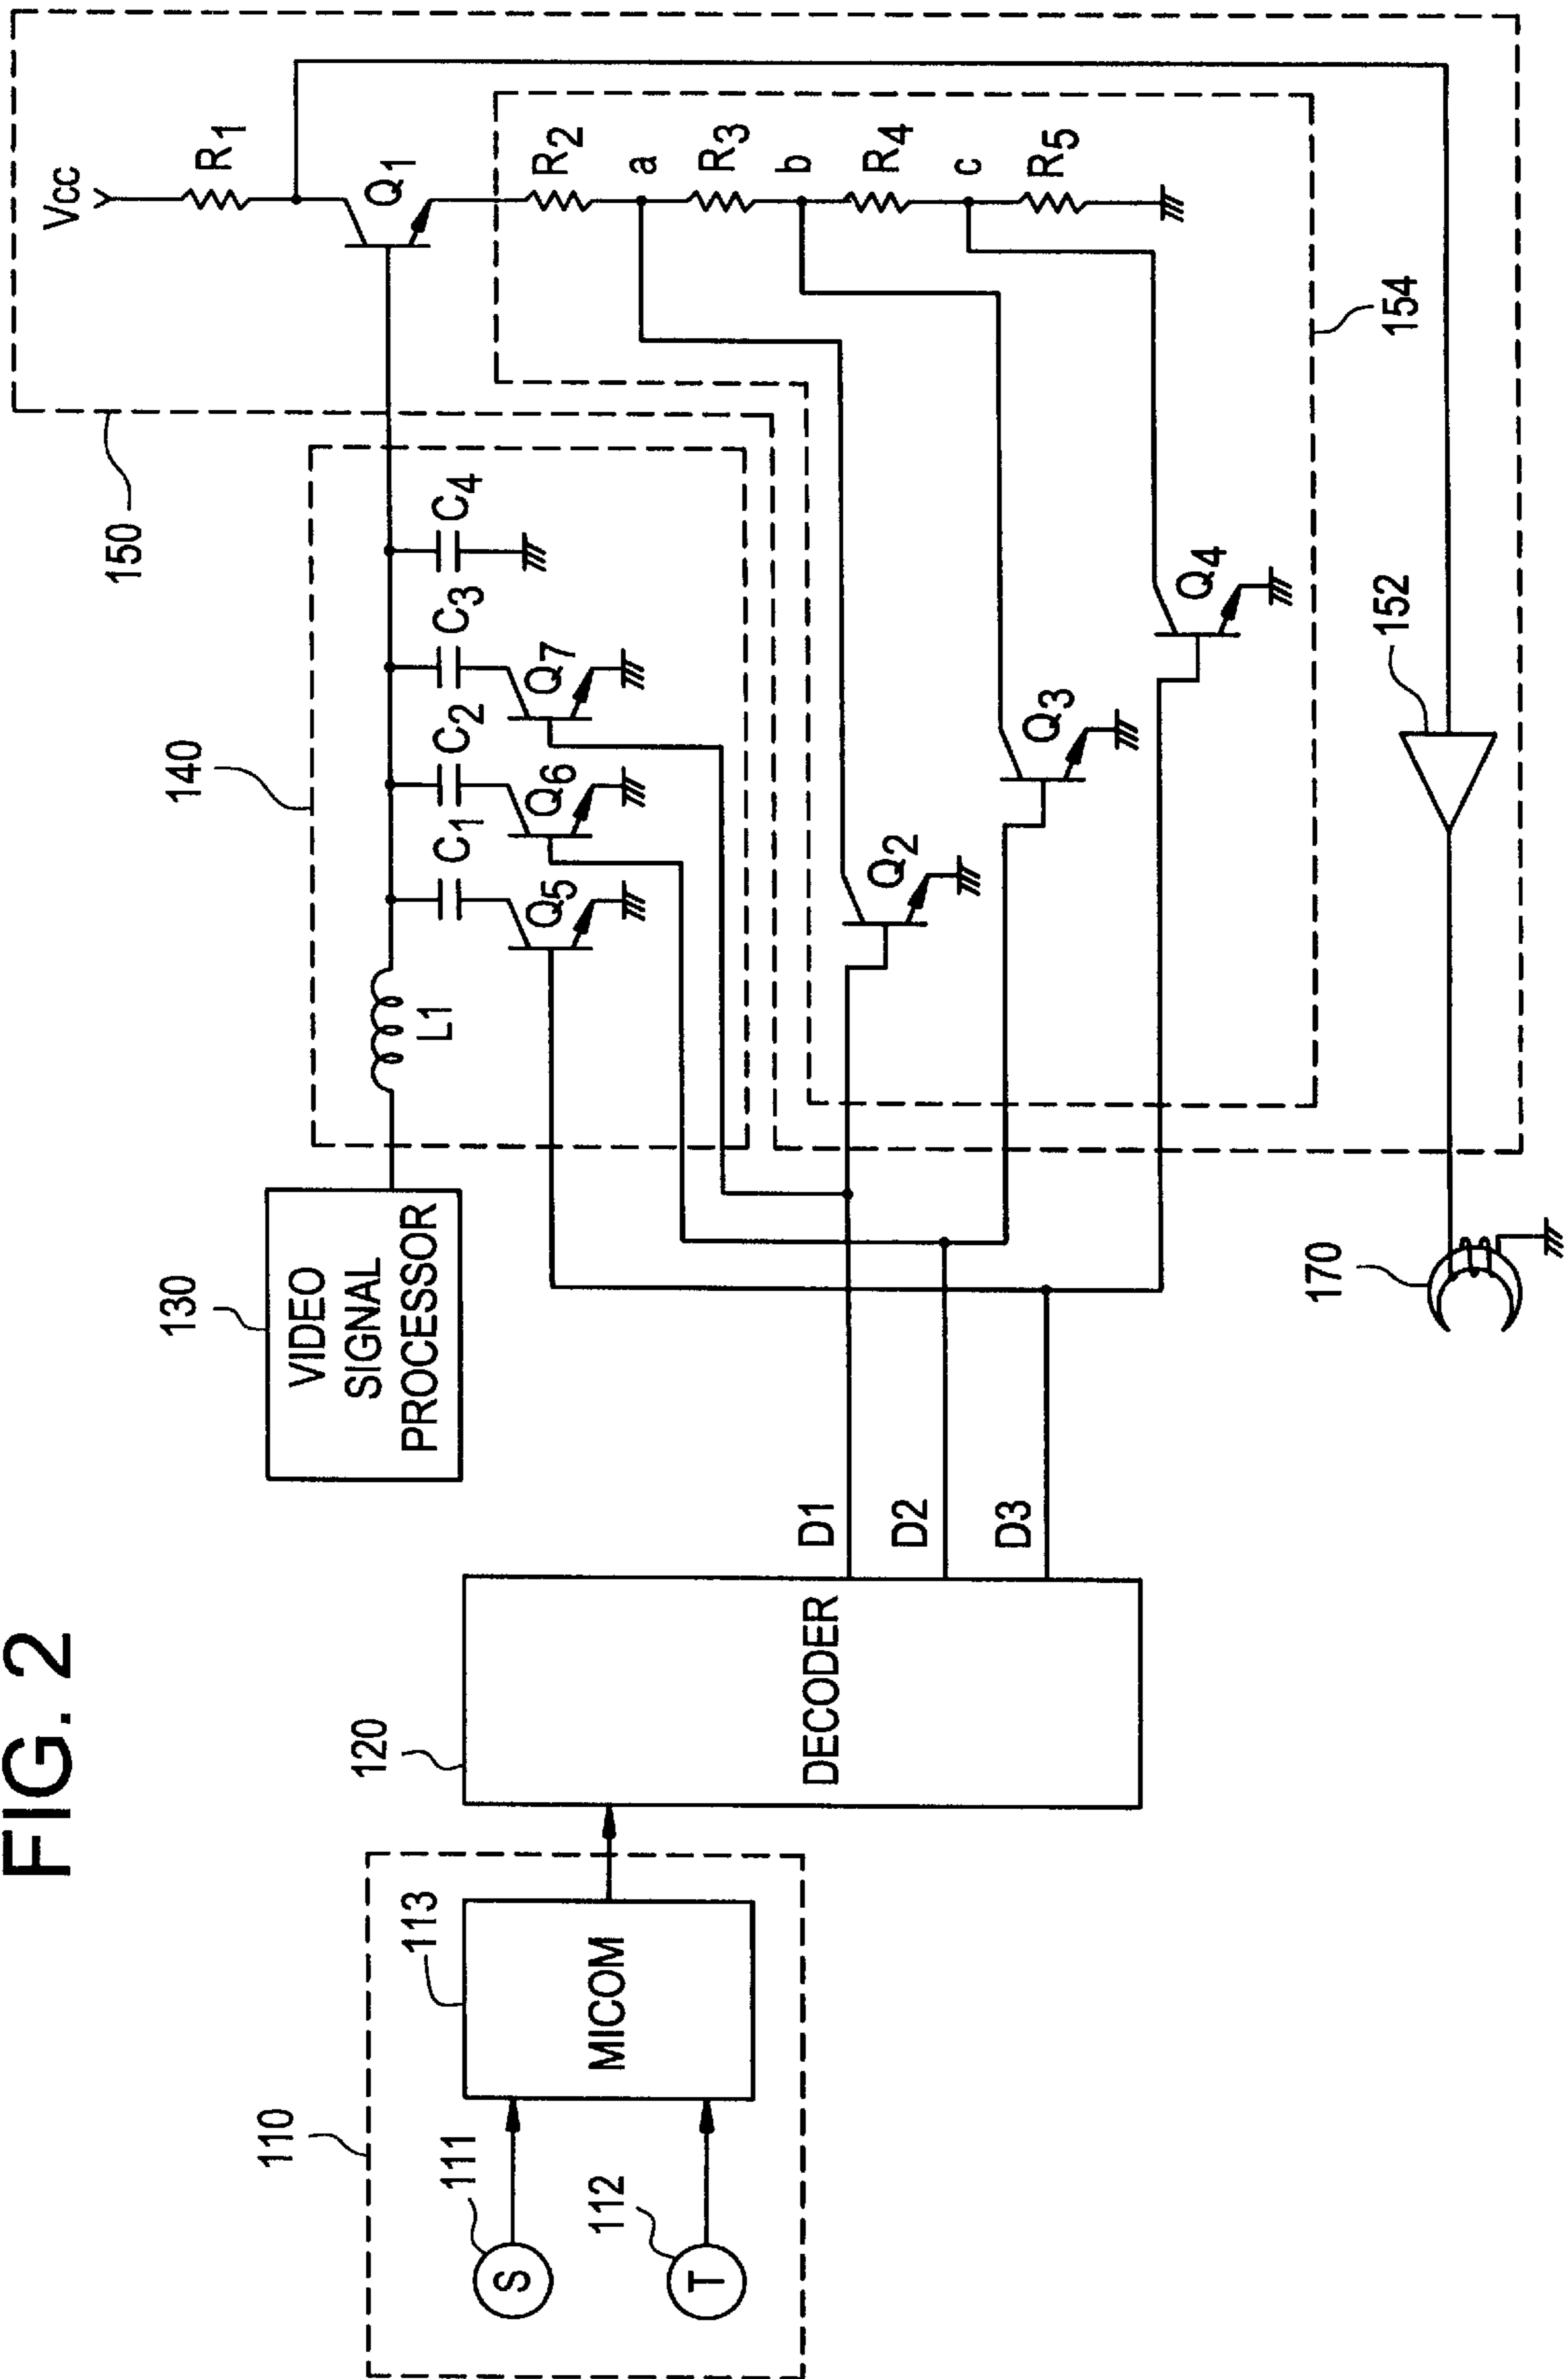 FIG. 2
110
111
S
112
T
113
MICOM
120
DECODER
D1
D2
D3
130
VIDEO
SIGNAL
PROCESSOR
140
L1
C1
C2
C3
C4
Q5
Q6
Q7
150
Vcc
R1
Q1
R2
a
R3
b
R4
c
R5
154
Q2
Q3
Q4
152
170